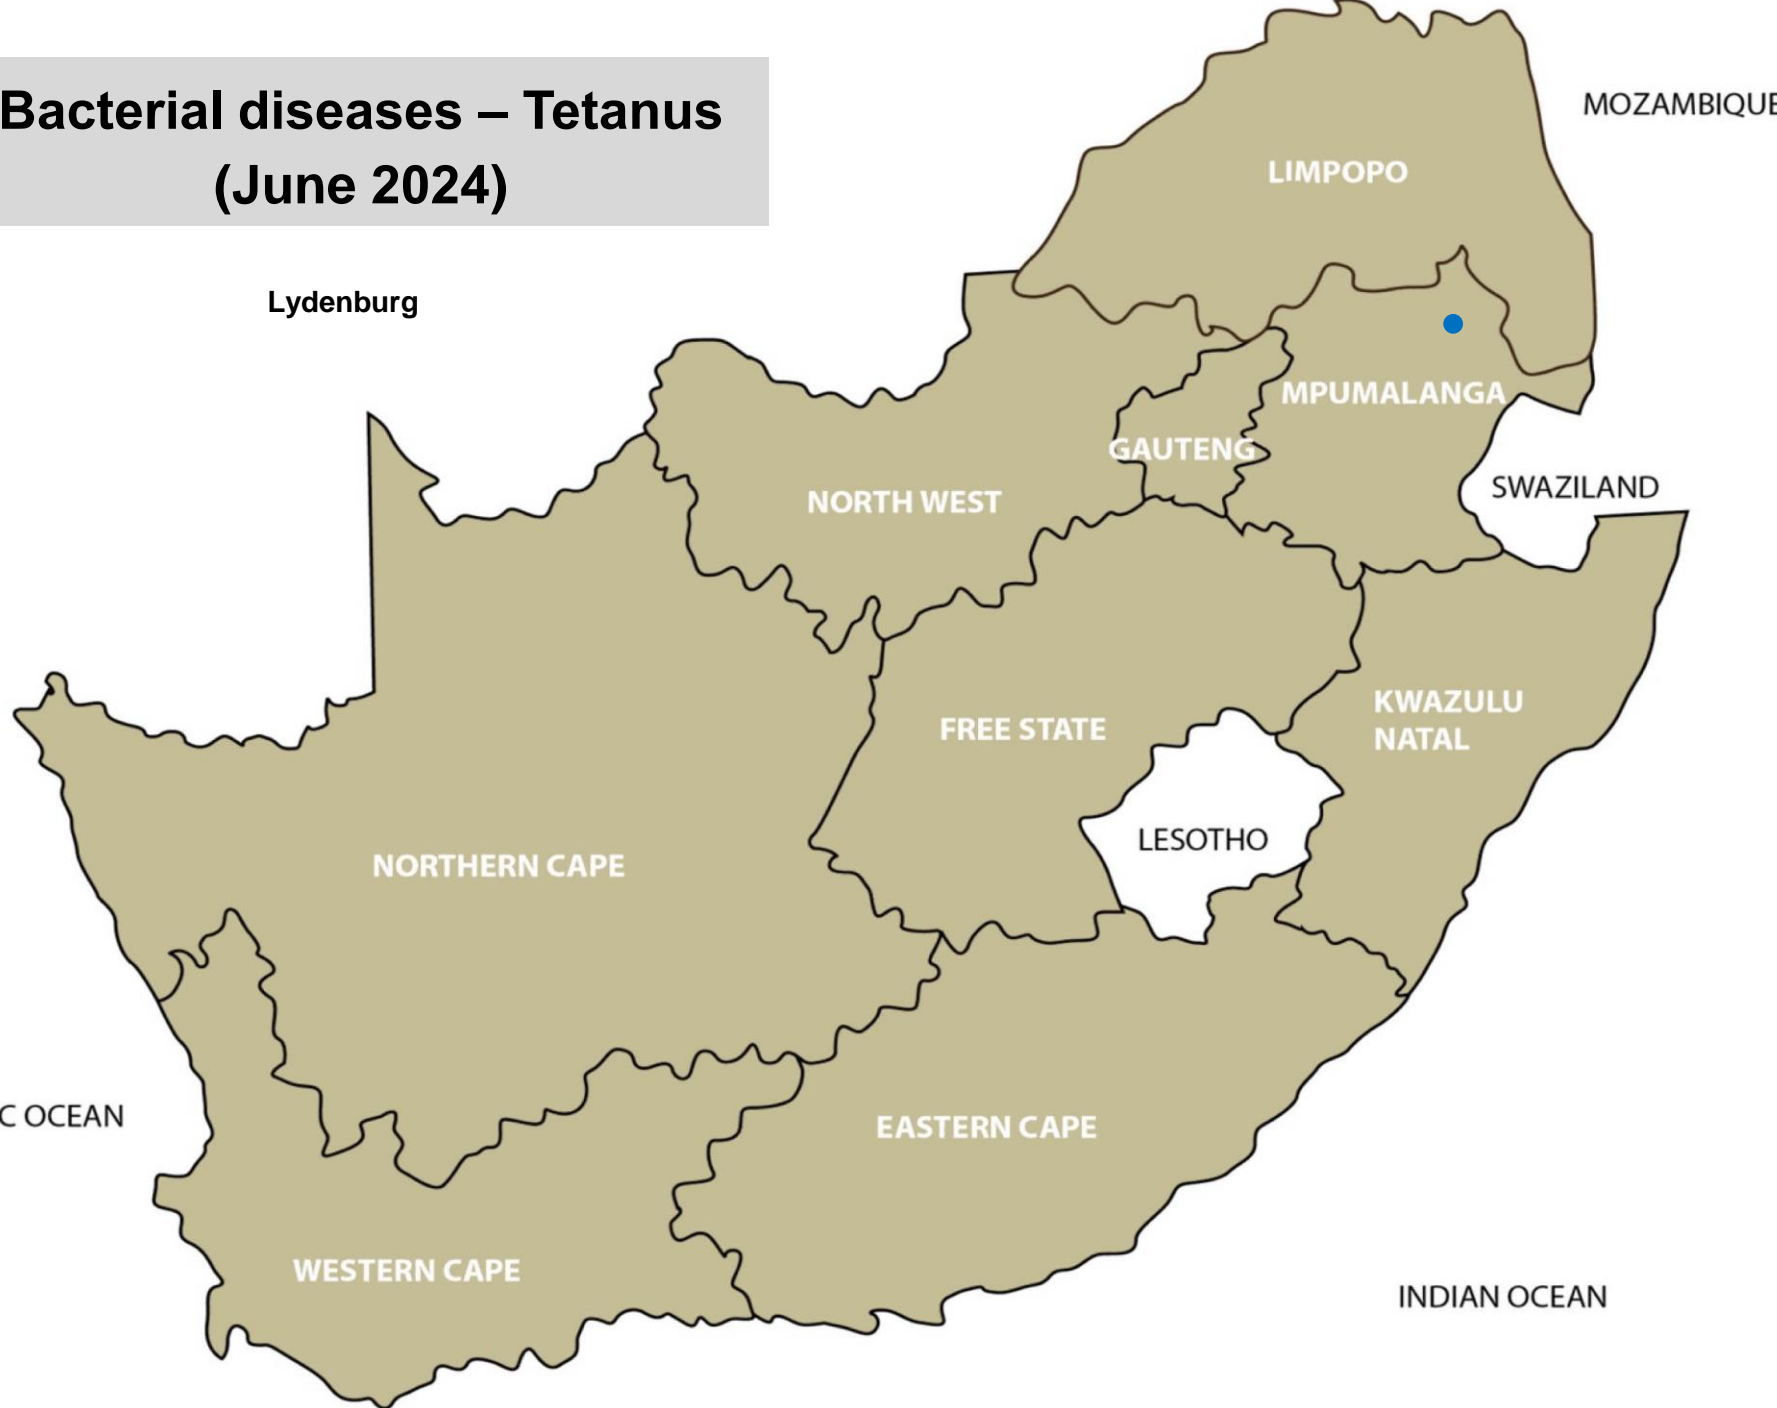 Bacterial diseases – Tetanus
(June 2024)
MOZAMBIQUE
LIMPOPO
Lydenburg
MPUMALANGA
GAUTENG
SWAZILAND
NORTH WEST
KWAZULU
NATAL
FREE STATE
LESOTHO
NORTHERN CAPE
C OCEAN
EASTERN CAPE
WESTERN CAPE
INDIAN OCEAN